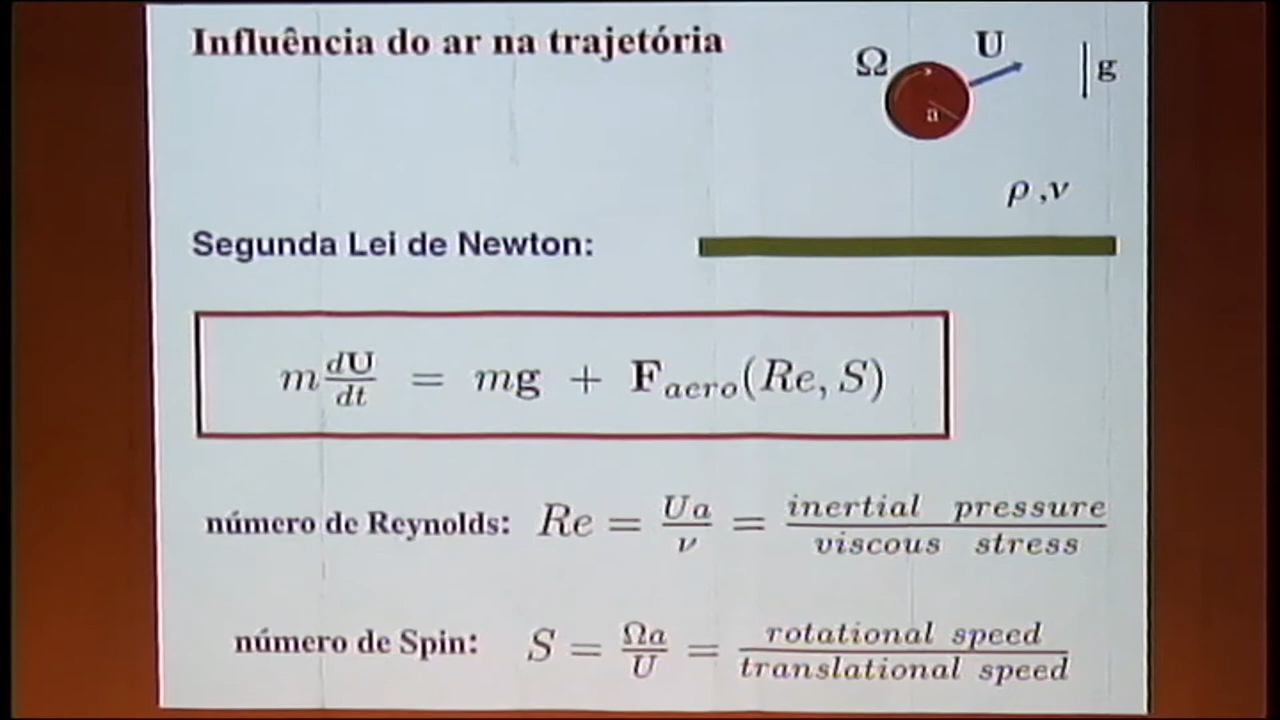 Influência do ar na trajetória
Ω U g
a
ρ ,ν
Segunda Lei de Newton:
m dU/dt = mg + F_aero(Re, S)
número de Reynolds: Re = Ua/ν = inertial pressure/viscous stress
número de Spin: S = Ωa/U = rotational speed/translational speed